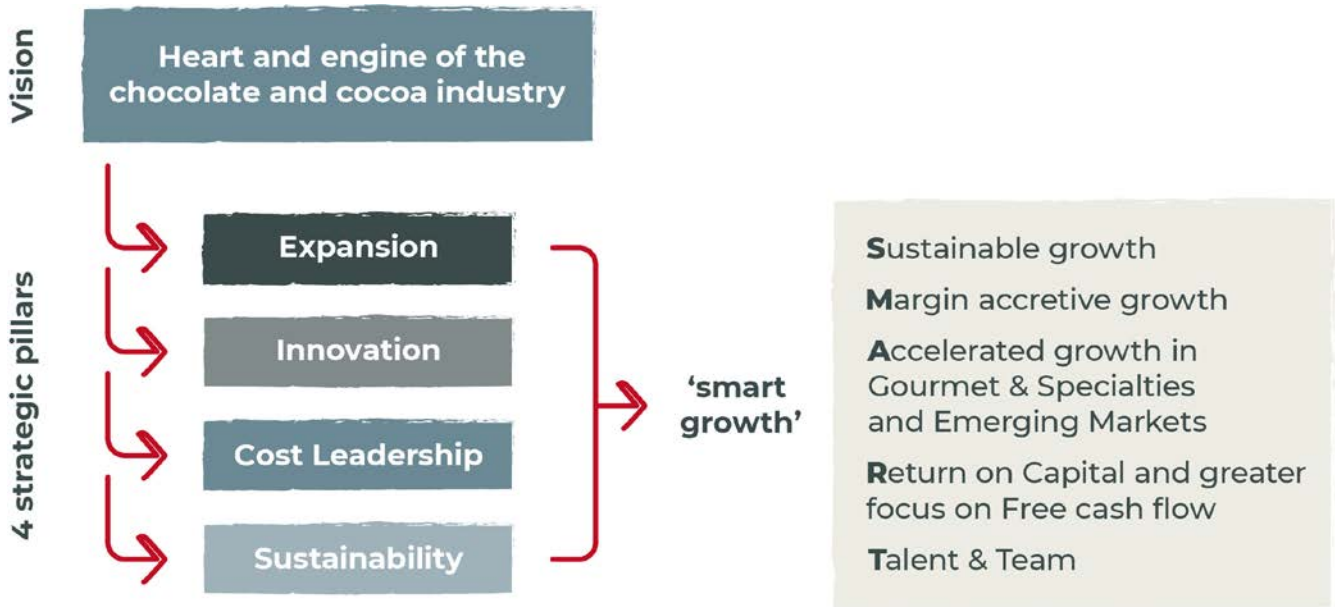 Vision
Heart and engine of the
chocolate and cocoa industry
4 strategic pillars
Expansion
Innovation
Cost Leadership
Sustainability
‘smart
growth’
Sustainable growth
Margin accretive growth
Accelerated growth in
Gourmet & Specialties
and Emerging Markets
Return on Capital and greater
focus on Free cash flow
Talent & Team